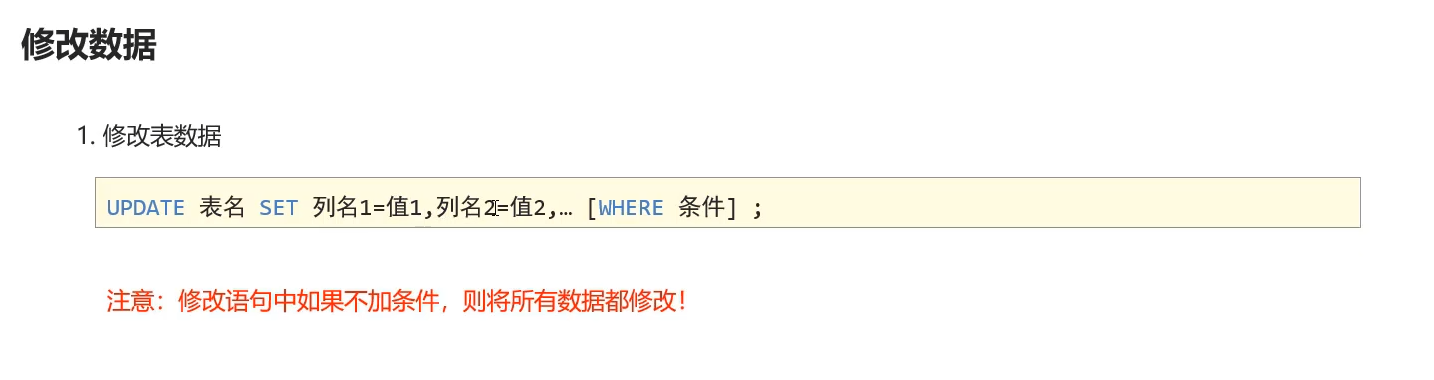 修改数据
1. 修改表数据
UPDATE 表名 SET 列名1=值1,列名2=值2,… [WHERE 条件] ;
注意：修改语句中如果不加条件，则将所有数据都修改！